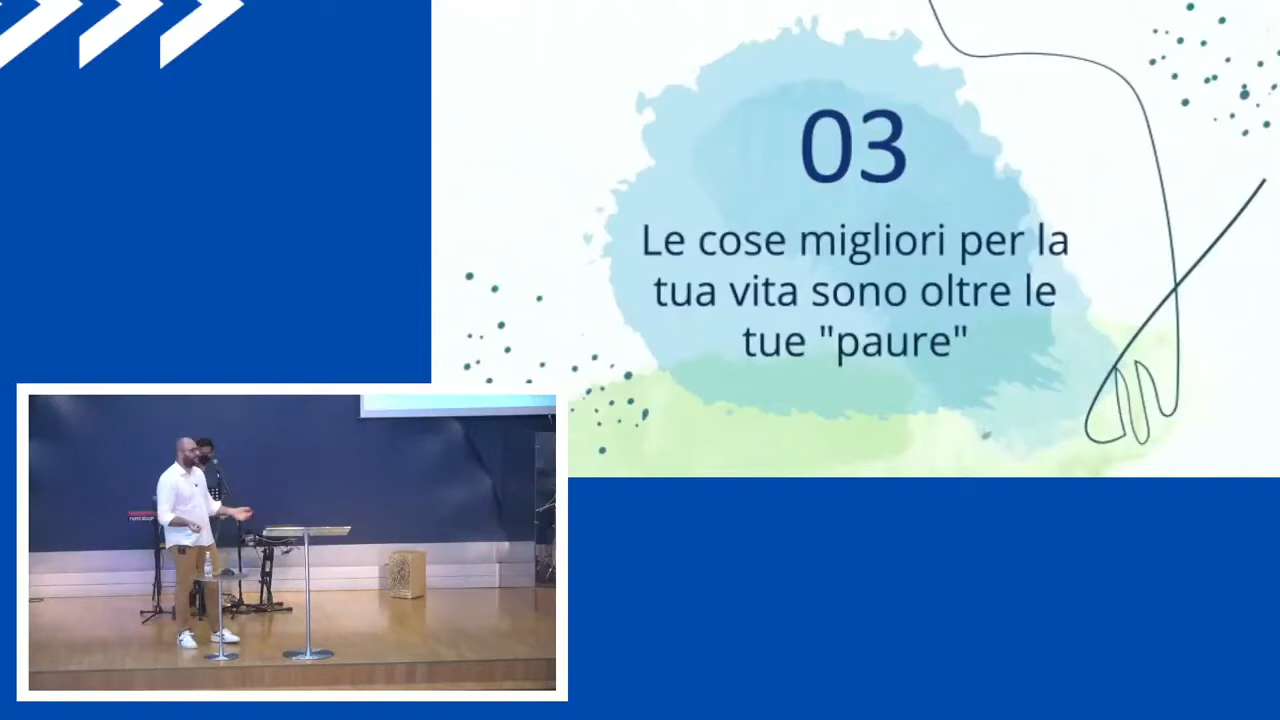 03
Le cose migliori per la
tua vita sono oltre le
tue "paure"